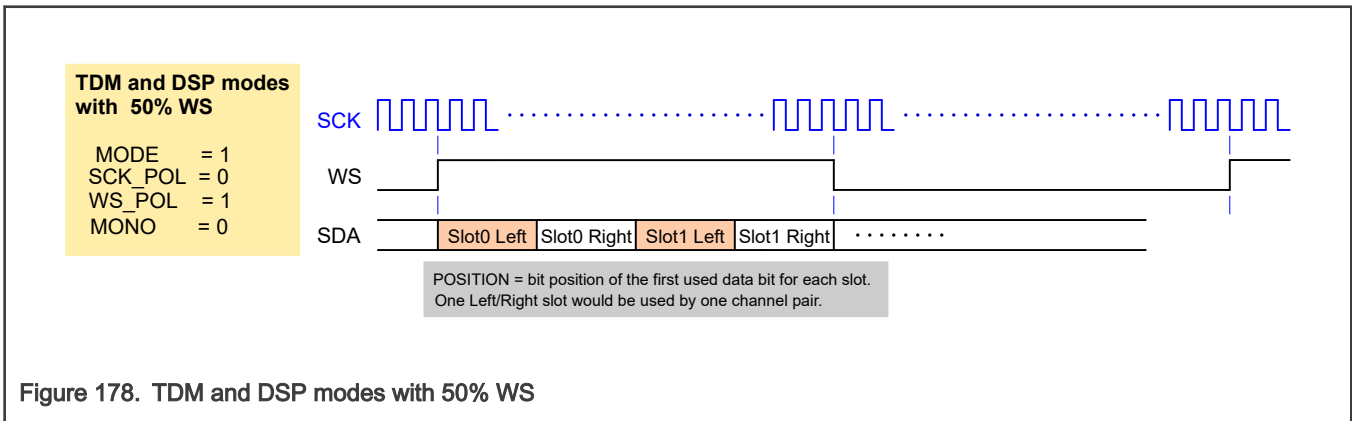 TDM and DSP modes
with 50% WS
MODE = 1
SCK_POL = 0
WS_POL = 1
MONO = 0
SCK
WS
SDA
Slot0 Left Slot0 Right Slot1 Left Slot1 Right
POSITION = bit position of the first used data bit for each slot.
One Left/Right slot would be used by one channel pair.
Figure 178. TDM and DSP modes with 50% WS